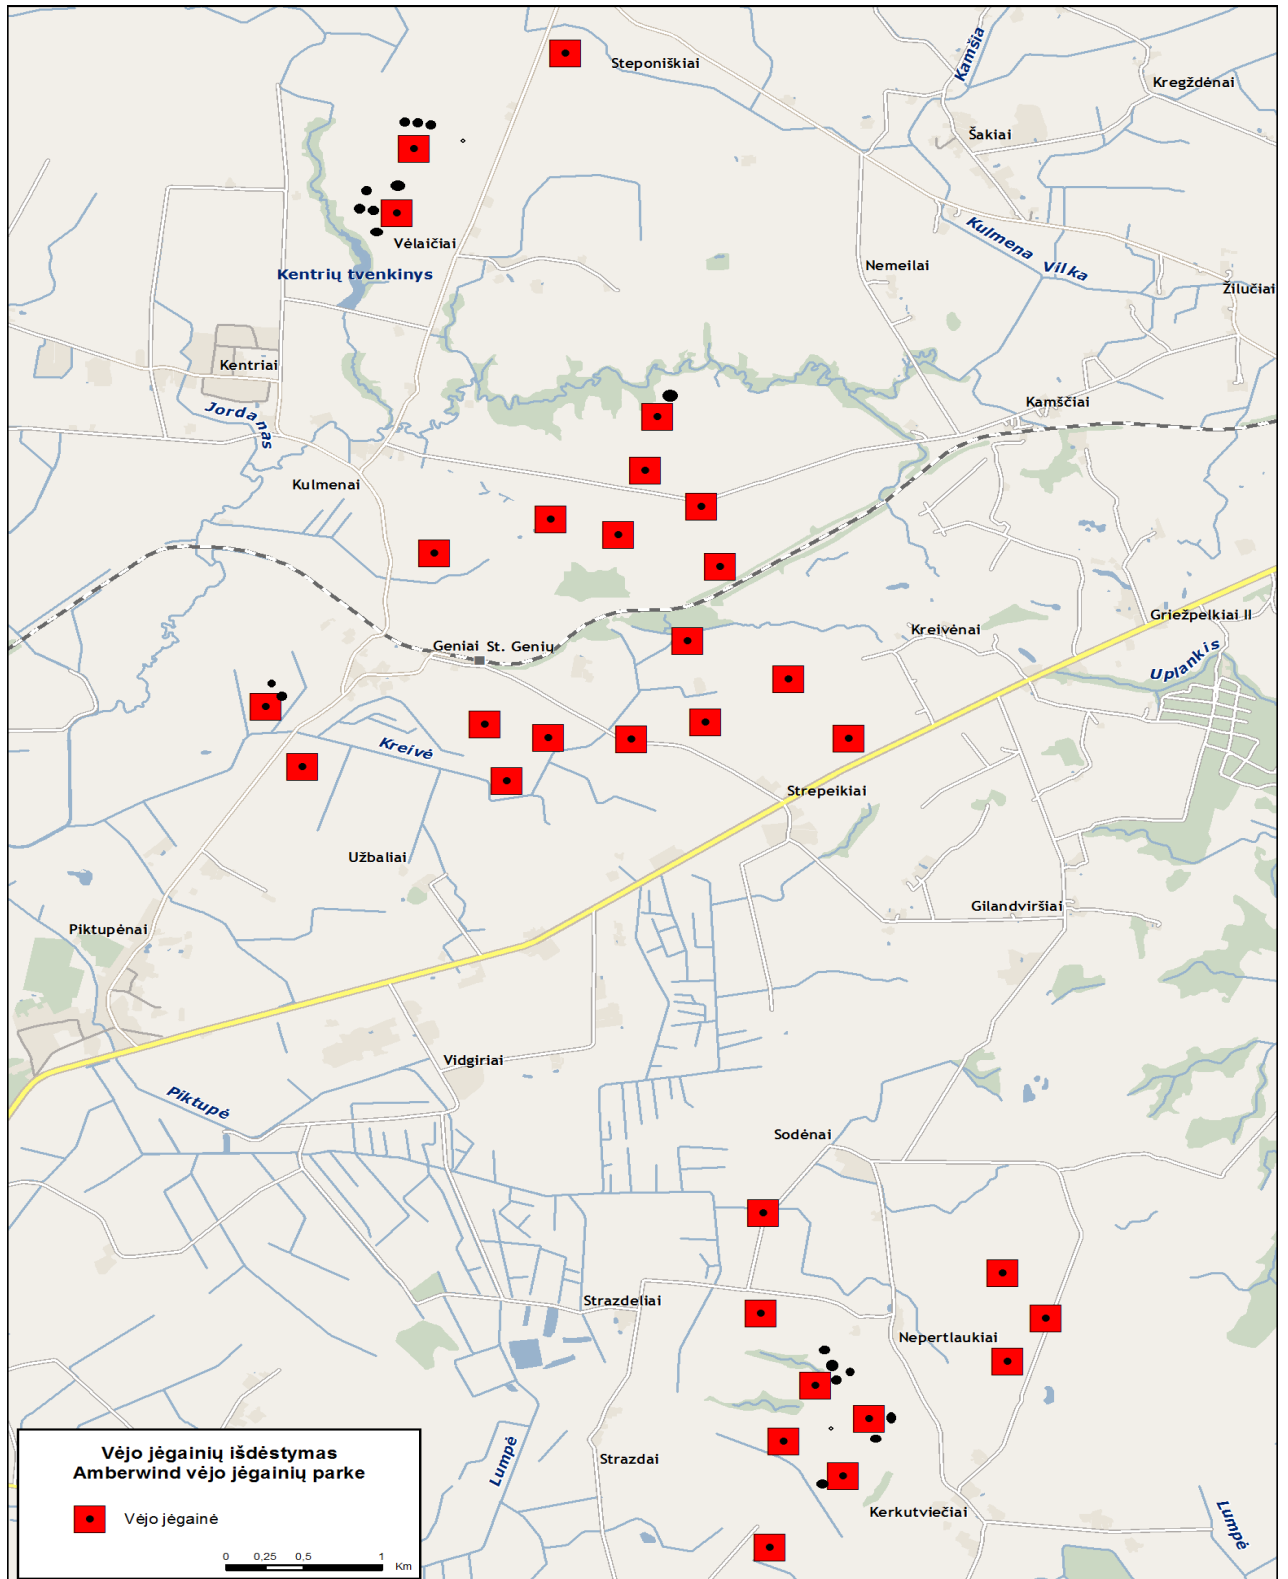 Steponiškiai
Kamšia
Kregždėnai
Šakiai
Vėlaičiai
Kulmena Vilka
Nemeilai
Kentrių tvenkinys
Žilučiai
Kentriai
Kamščiai
Jordanas
Kulmenai
Griežpelkiai II
Kreivėnai
Geniai St. Genių
Uplankis
Kreivė
Strepeikiai
Užbaliai
Gilandviršiai
Piktupėnai
Vidgiriai
Piktupė
Sodėnai
Strazdeliai
Nepertlaukiai
Lumpė
Strazdai
Kerkutviečiai
Lumpė
Vėjo jėgainių išdėstymas
Amberwind vėjo jėgainių parke
Vėjo jėgainė
0 0,25 0,5 1
Km